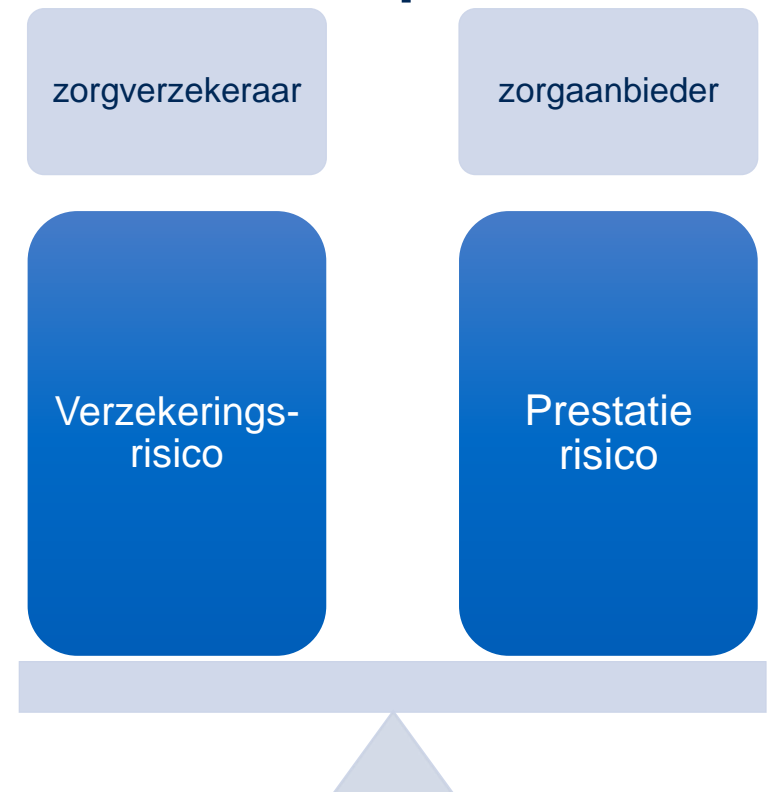 zorgverzekeraar
zorgaanbieder
Verzekerings-
risico
Prestatie
risico